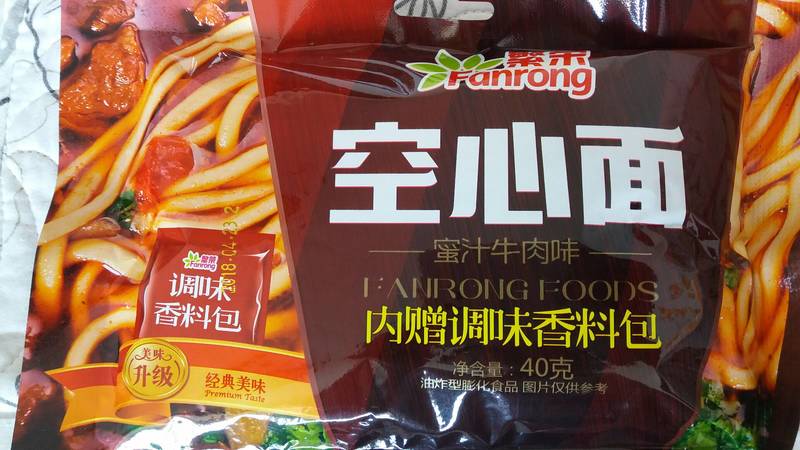 繁荣
Fanrong
空心面
蜜汁牛肉味
FANRONG FOODS
内赠调味香料包
净含量：40克
油炸型膨化食品 图片仅供参考
繁荣
Fanrong
调味
香料包
美味
升级
经典美味
Premium Taste